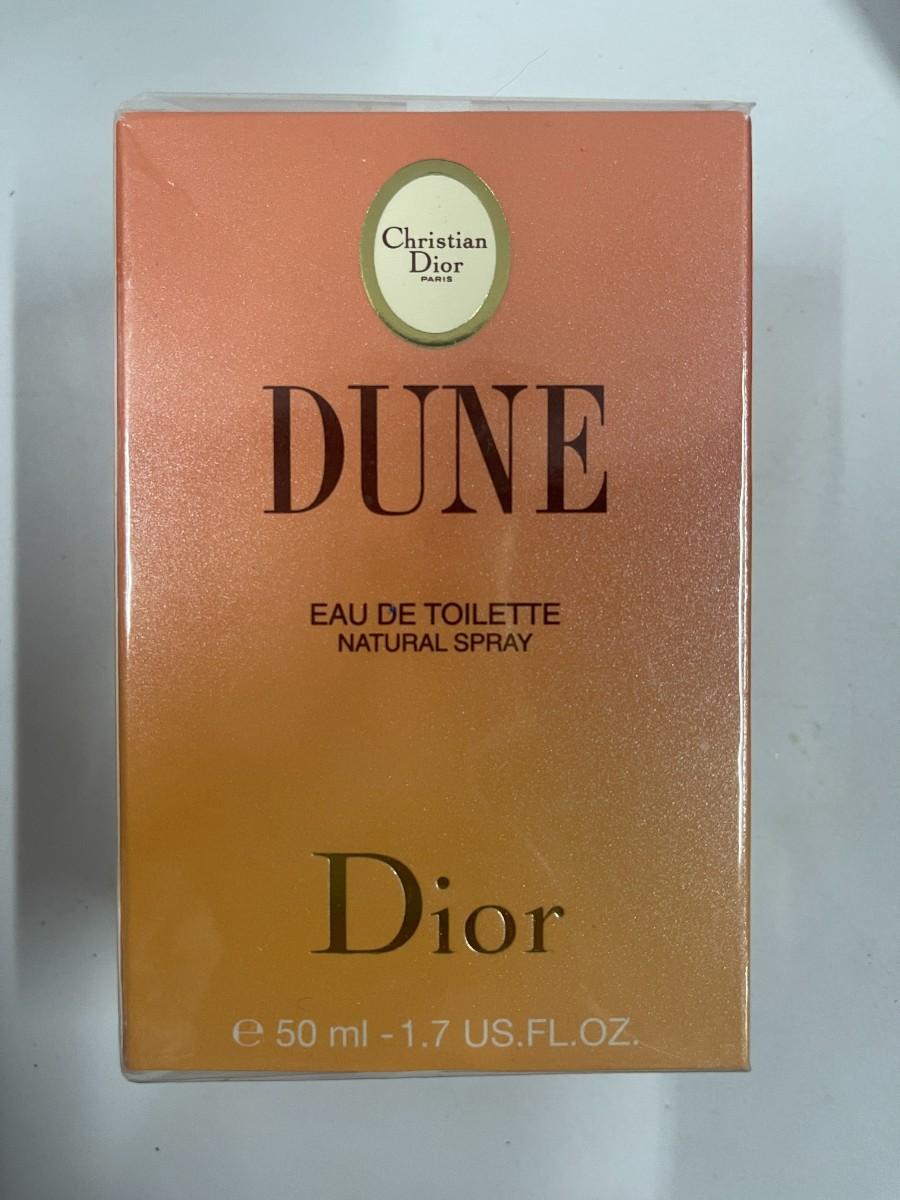 Christian
Dior
PARIS
DUNE
EAU DE TOILETTE
NATURAL SPRAY
Dior
℮ 50 ml - 1.7 US.FL.OZ.